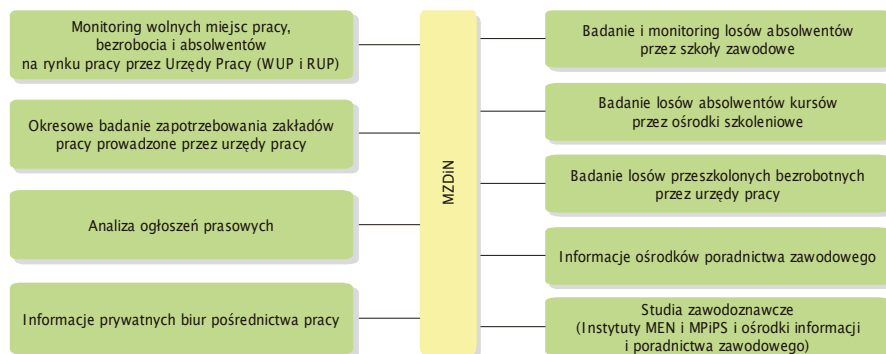 Monitoring wolnych miejsc pracy,
bezrobocia i absolwentów
na rynku pracy przez Urzędy Pracy (WUP i RUP)
Okresowe badanie zapotrzebowania zakładów
pracy prowadzone przez urzędy pracy
Analiza ogłoszeń prasowych
Informacje prywatnych biur pośrednictwa pracy
MZDiN
Badanie i monitoring losów absolwentów
przez szkoły zawodowe
Badanie losów absolwentów kursów
przez ośrodki szkoleniowe
Badanie losów przeszkolonych bezrobotnych
przez urzędy pracy
Informacje ośrodków poradnictwa zawodowego
Studia zawodoznawcze
(Instytuty MEN i MPiPS i ośrodki informacji
i poradnictwa zawodowego)